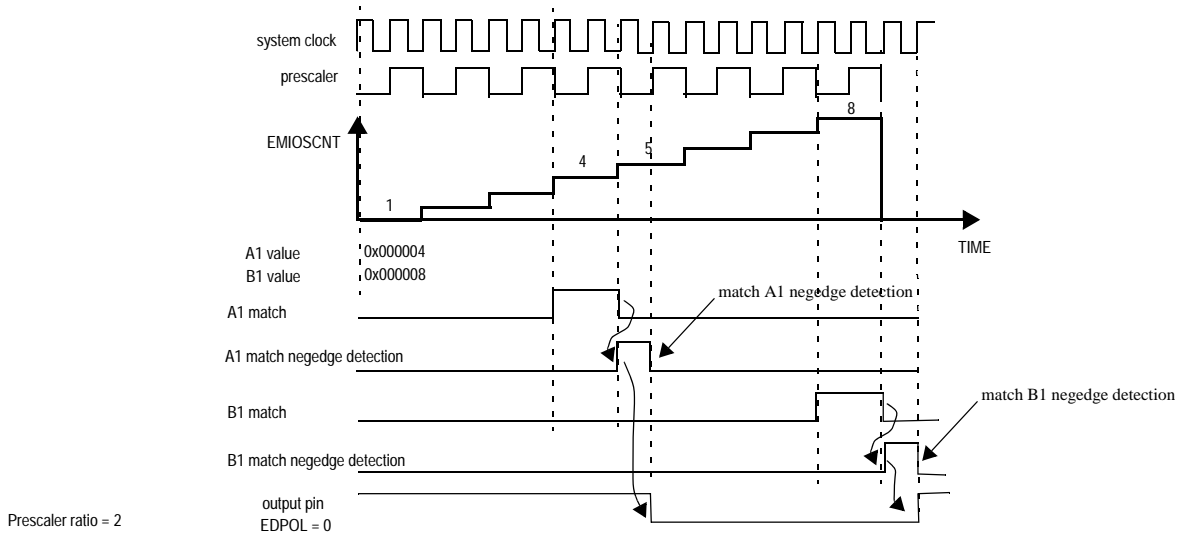 system clock
prescaler
8
EMIOSCNT
5
4
1
TIME
A1 value 0x000004
B1 value 0x000008
match A1 negedge detection
A1 match
A1 match negedge detection
match B1 negedge detection
B1 match
B1 match negedge detection
output pin
EDPOL = 0
Prescaler ratio = 2